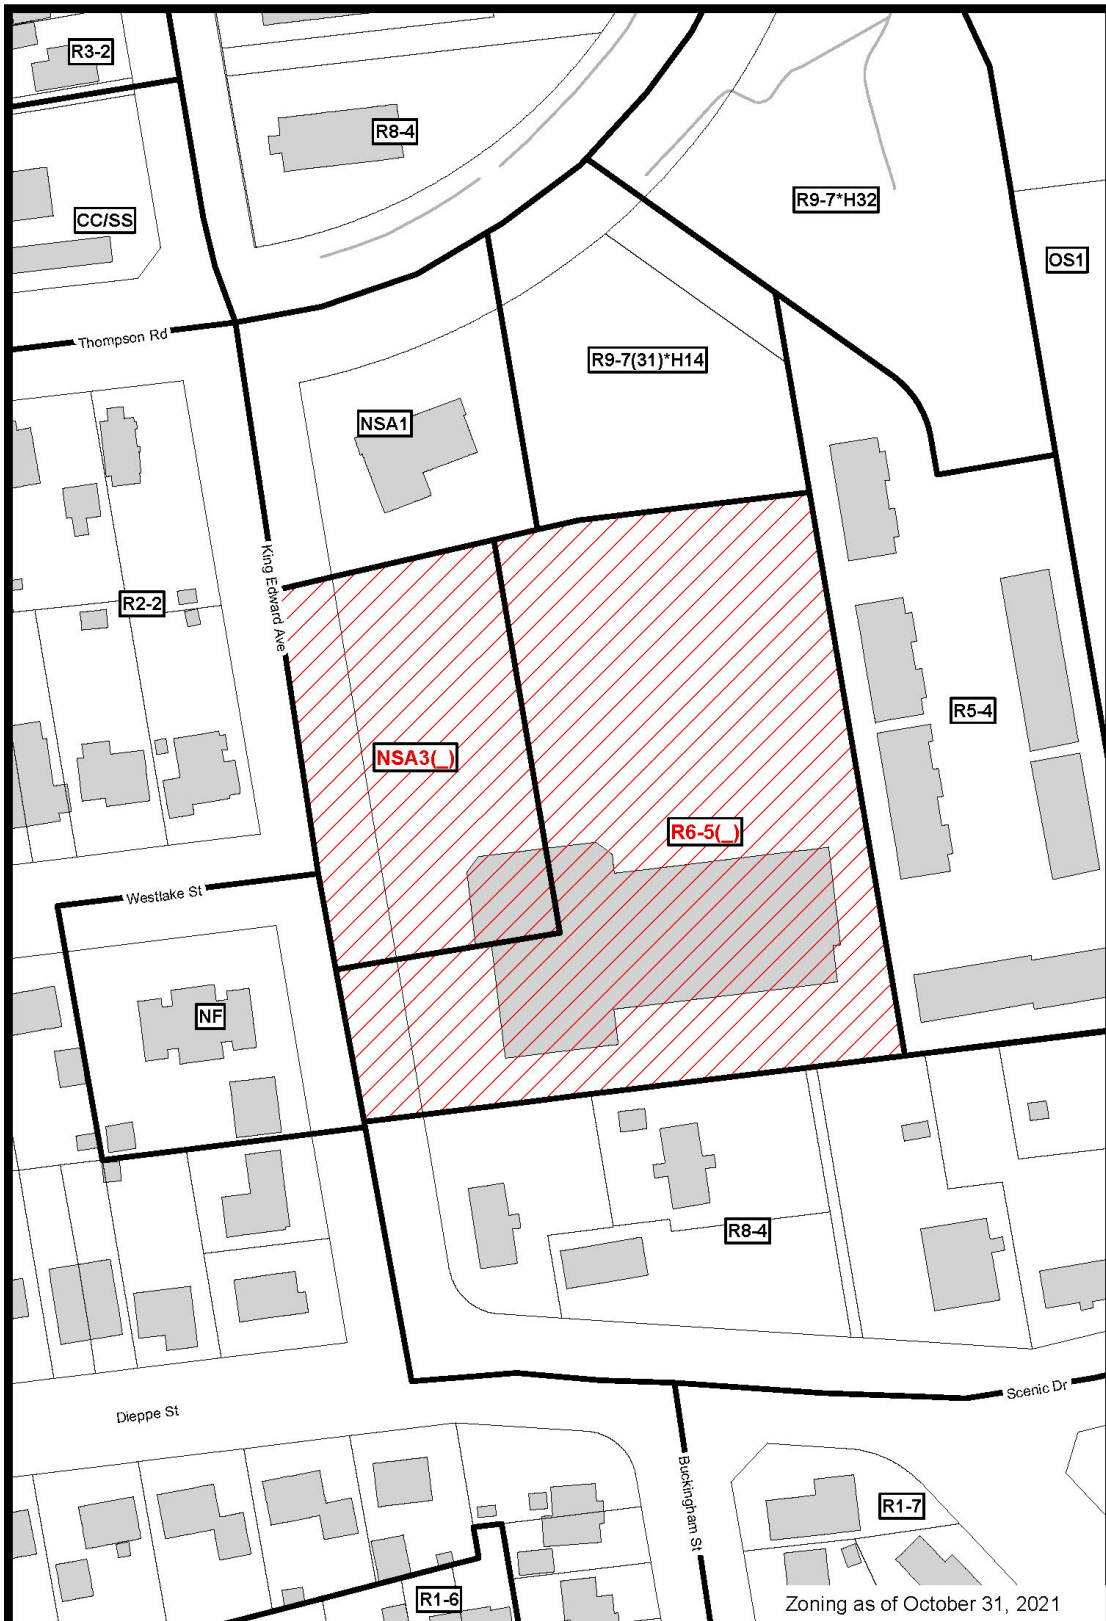 R3-2
R8-4
CC/SS
R9-7*H32
OS1
Thompson Rd
R9-7(31)*H14
NSA1
King Edward Ave
R2-2
R5-4
NSA3(_)
R6-5(_)
Westlake St
NF
R8-4
Scenic Dr
Dieppe St
Buckingham St
R1-7
R1-6
Zoning as of October 31, 2021